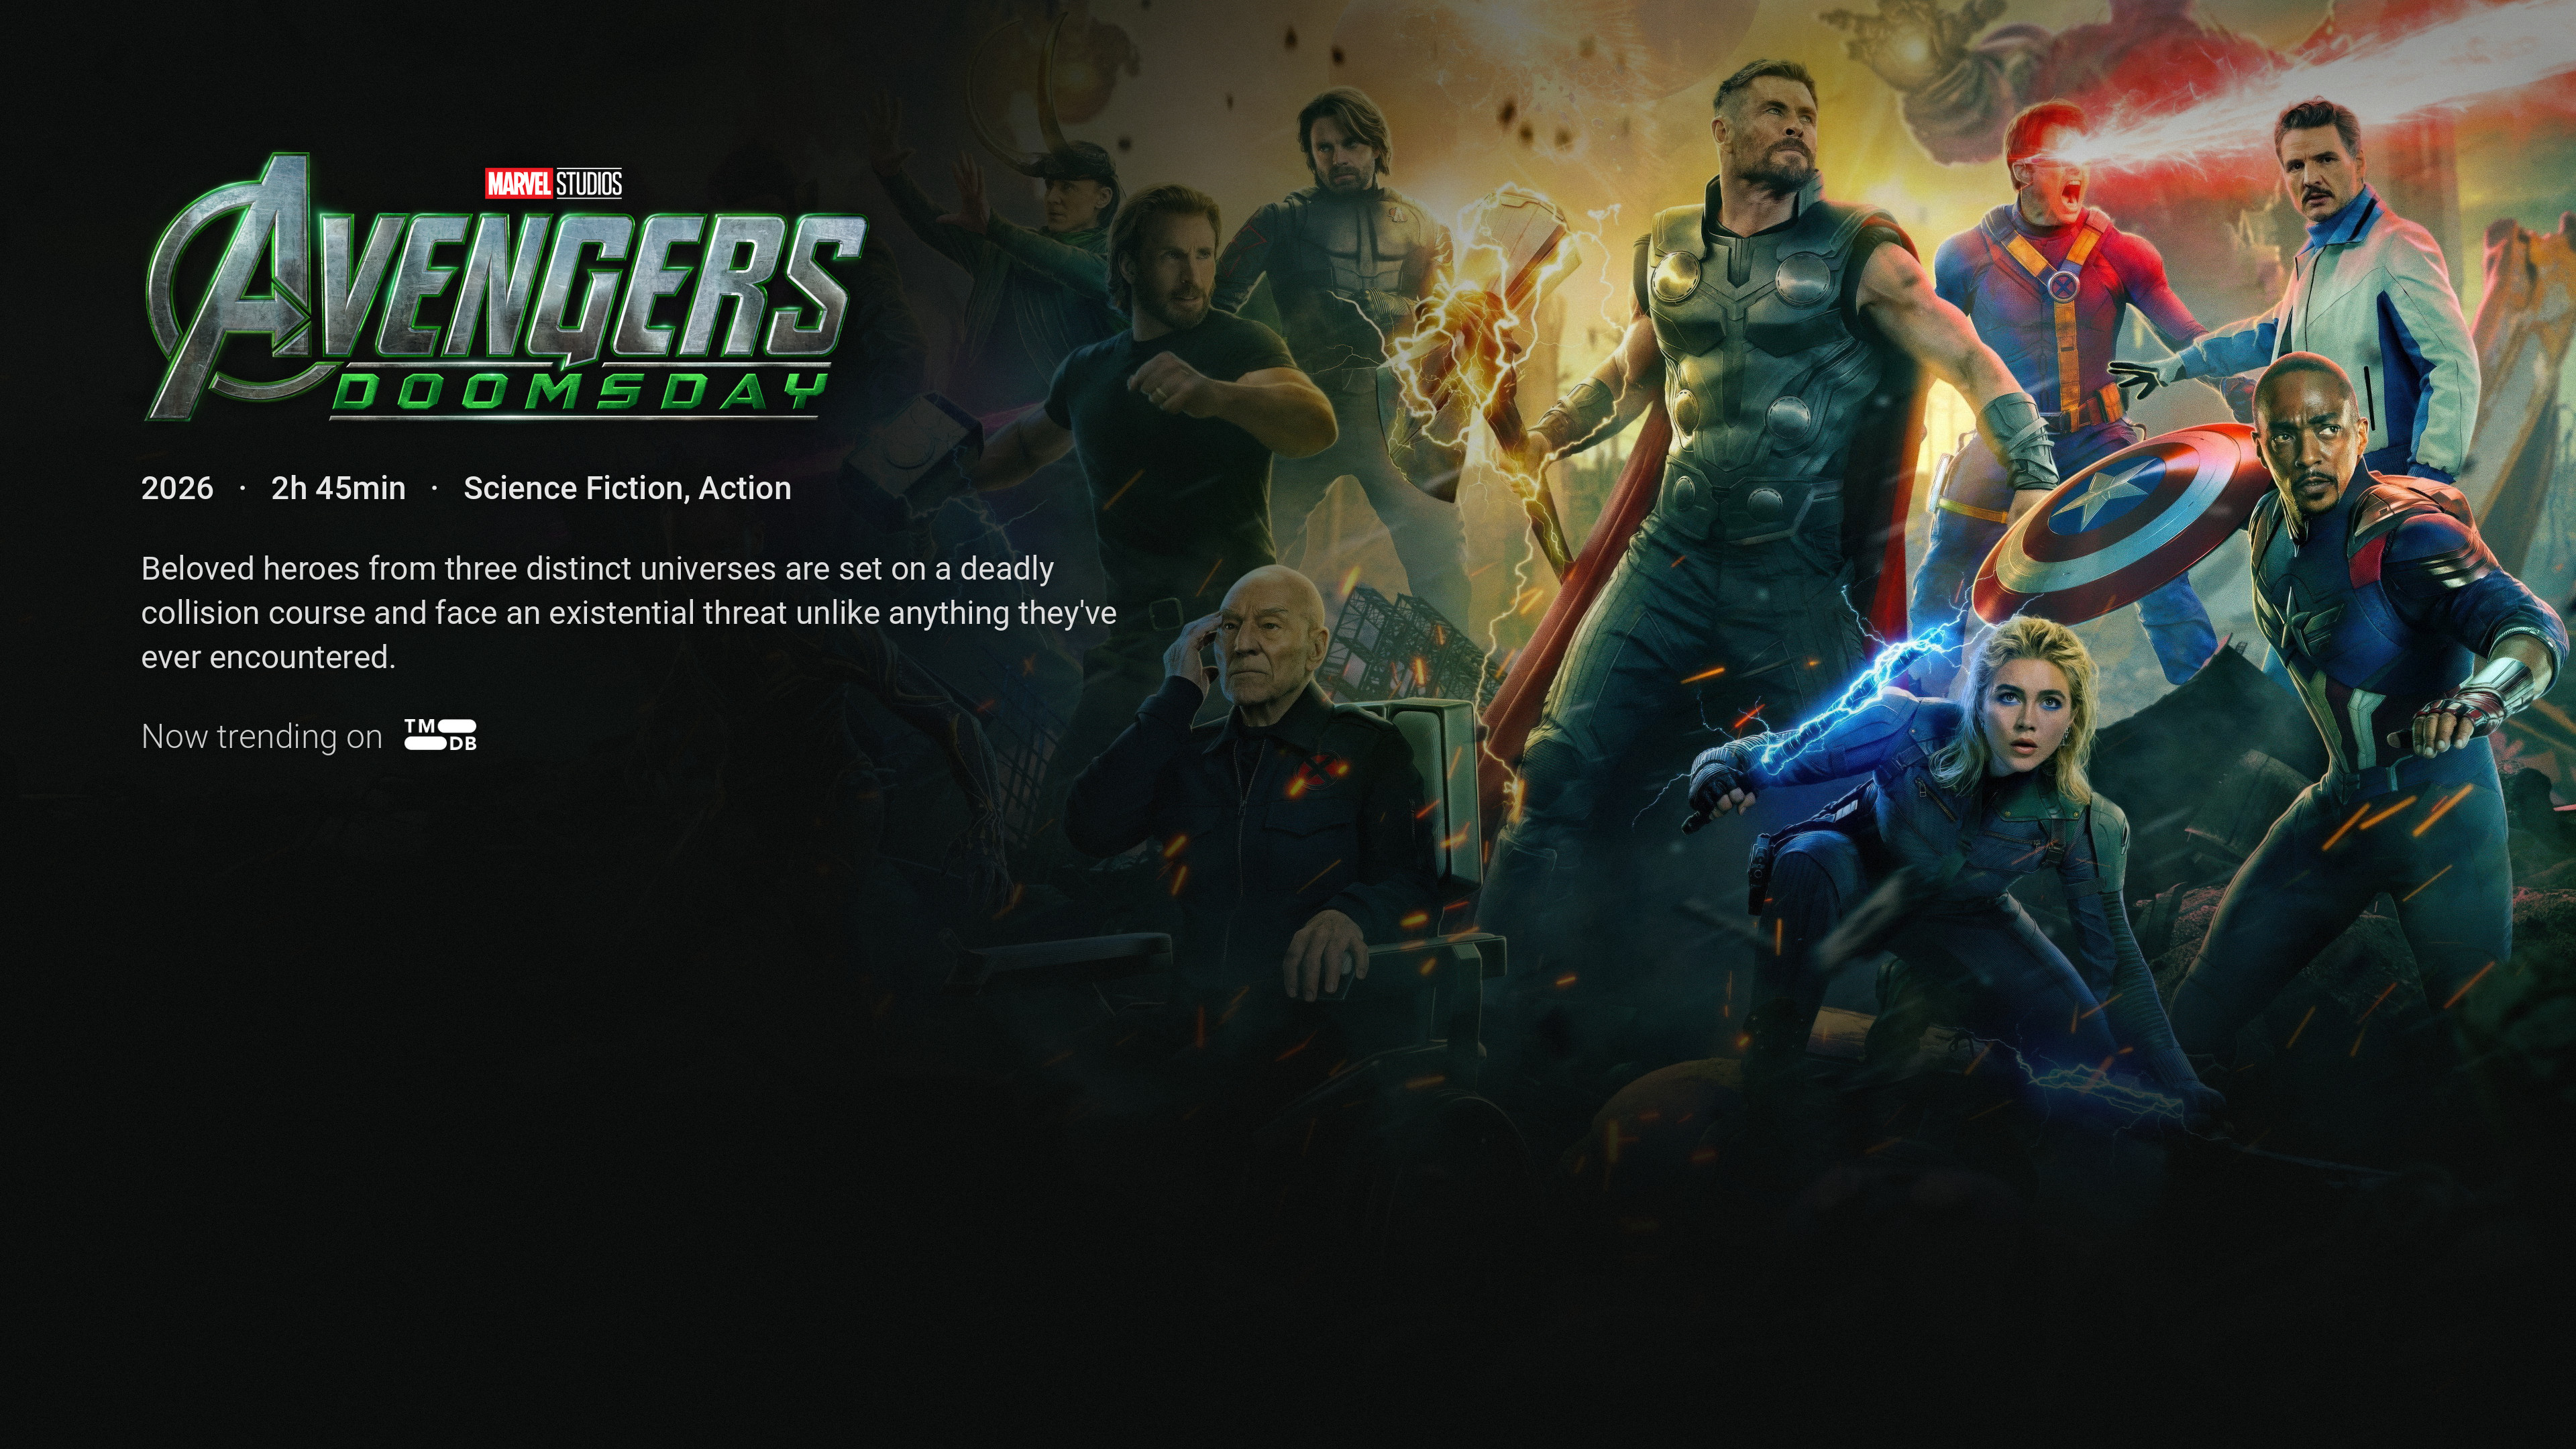 MARVEL STUDIOS
AVENGERS
DOOMSDAY
2026 · 2h 45min · Science Fiction, Action
Beloved heroes from three distinct universes are set on a deadly
collision course and face an existential threat unlike anything they've
ever encountered.
Now trending on TMDB